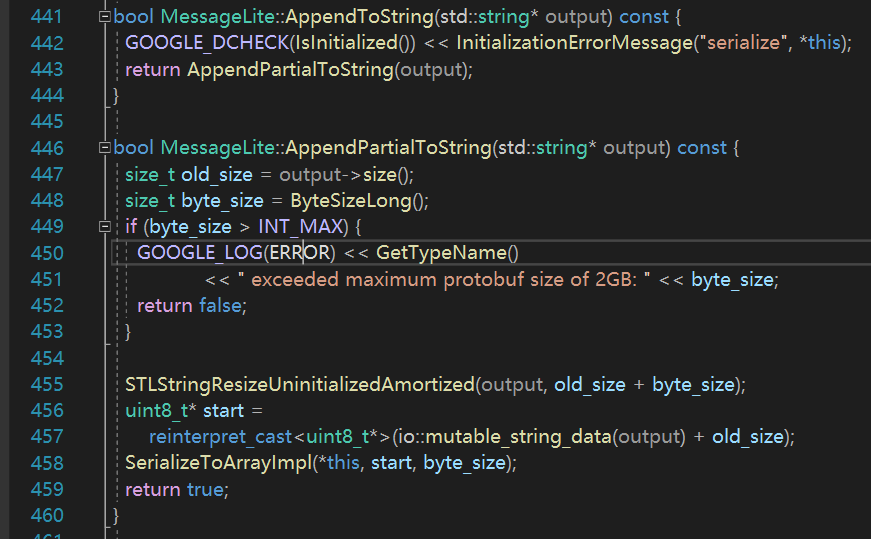 441 bool MessageLite::AppendToString(std::string* output) const {
442 GOOGLE_DCHECK(IsInitialized()) << InitializationErrorMessage("serialize", *this);
443 return AppendPartialToString(output);
444 }
445
446 bool MessageLite::AppendPartialToString(std::string* output) const {
447 size_t old_size = output->size();
448 size_t byte_size = ByteSizeLong();
449 if (byte_size > INT_MAX) {
450 GOOGLE_LOG(ERROR) << GetTypeName()
451 << " exceeded maximum protobuf size of 2GB: " << byte_size;
452 return false;
453 }
454
455 STLStringResizeUninitializedAmortized(output, old_size + byte_size);
456 uint8_t* start =
457 reinterpret_cast<uint8_t*>(io::mutable_string_data(output) + old_size);
458 SerializeToArrayImpl(*this, start, byte_size);
459 return true;
460 }